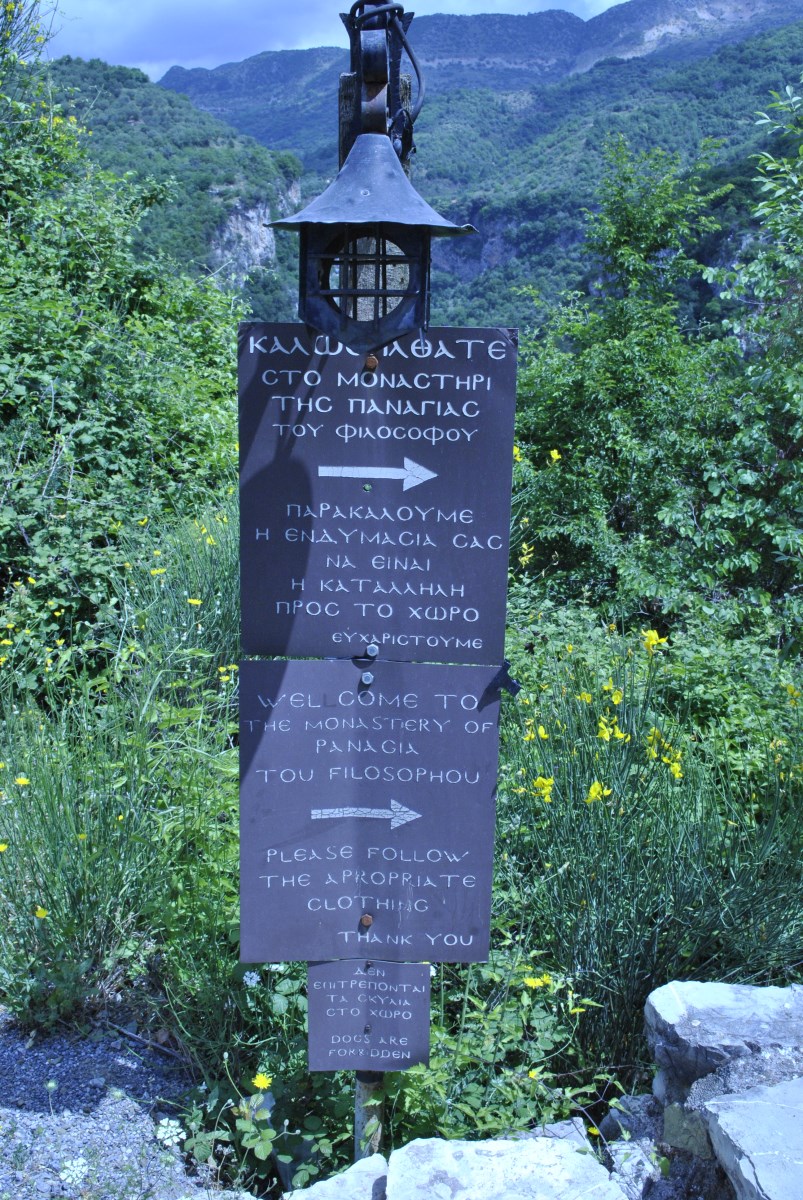 ΚΑΛΩΣ ΗΛΘΑΤΕ
ΣΤΟ ΜΟΝΑΣΤΗΡΙ
ΤΗΣ ΠΑΝΑΓΙΑΣ
ΤΟΥ ΦΙΛΟΣΟΦΟΥ
ΠΑΡΑΚΑΛΟΥΜΕ
Η ΕΝΔΥΜΑΣΙΑ ΣΑΣ
ΝΑ ΕΙΝΑΙ
Η ΚΑΤΑΛΛΗΛΗ
ΠΡΟΣ ΤΟ ΧΩΡΟ
ΕΥΧΑΡΙΣΤΟΥΜΕ
WELLCOME TO
THE MONASTERY OF
PANAGIA
TOU FILOSOPHOU
PLEASE FOLLOW
THE APROPRIATE
CLOTHING
THANK YOU
ΔΕΝ
ΕΠΙΤΡΕΠΟΝΤΑΙ
ΤΑ ΣΚΥΛΙΑ
ΣΤΟ ΧΩΡΟ
DOGS ARE
FORBIDDEN